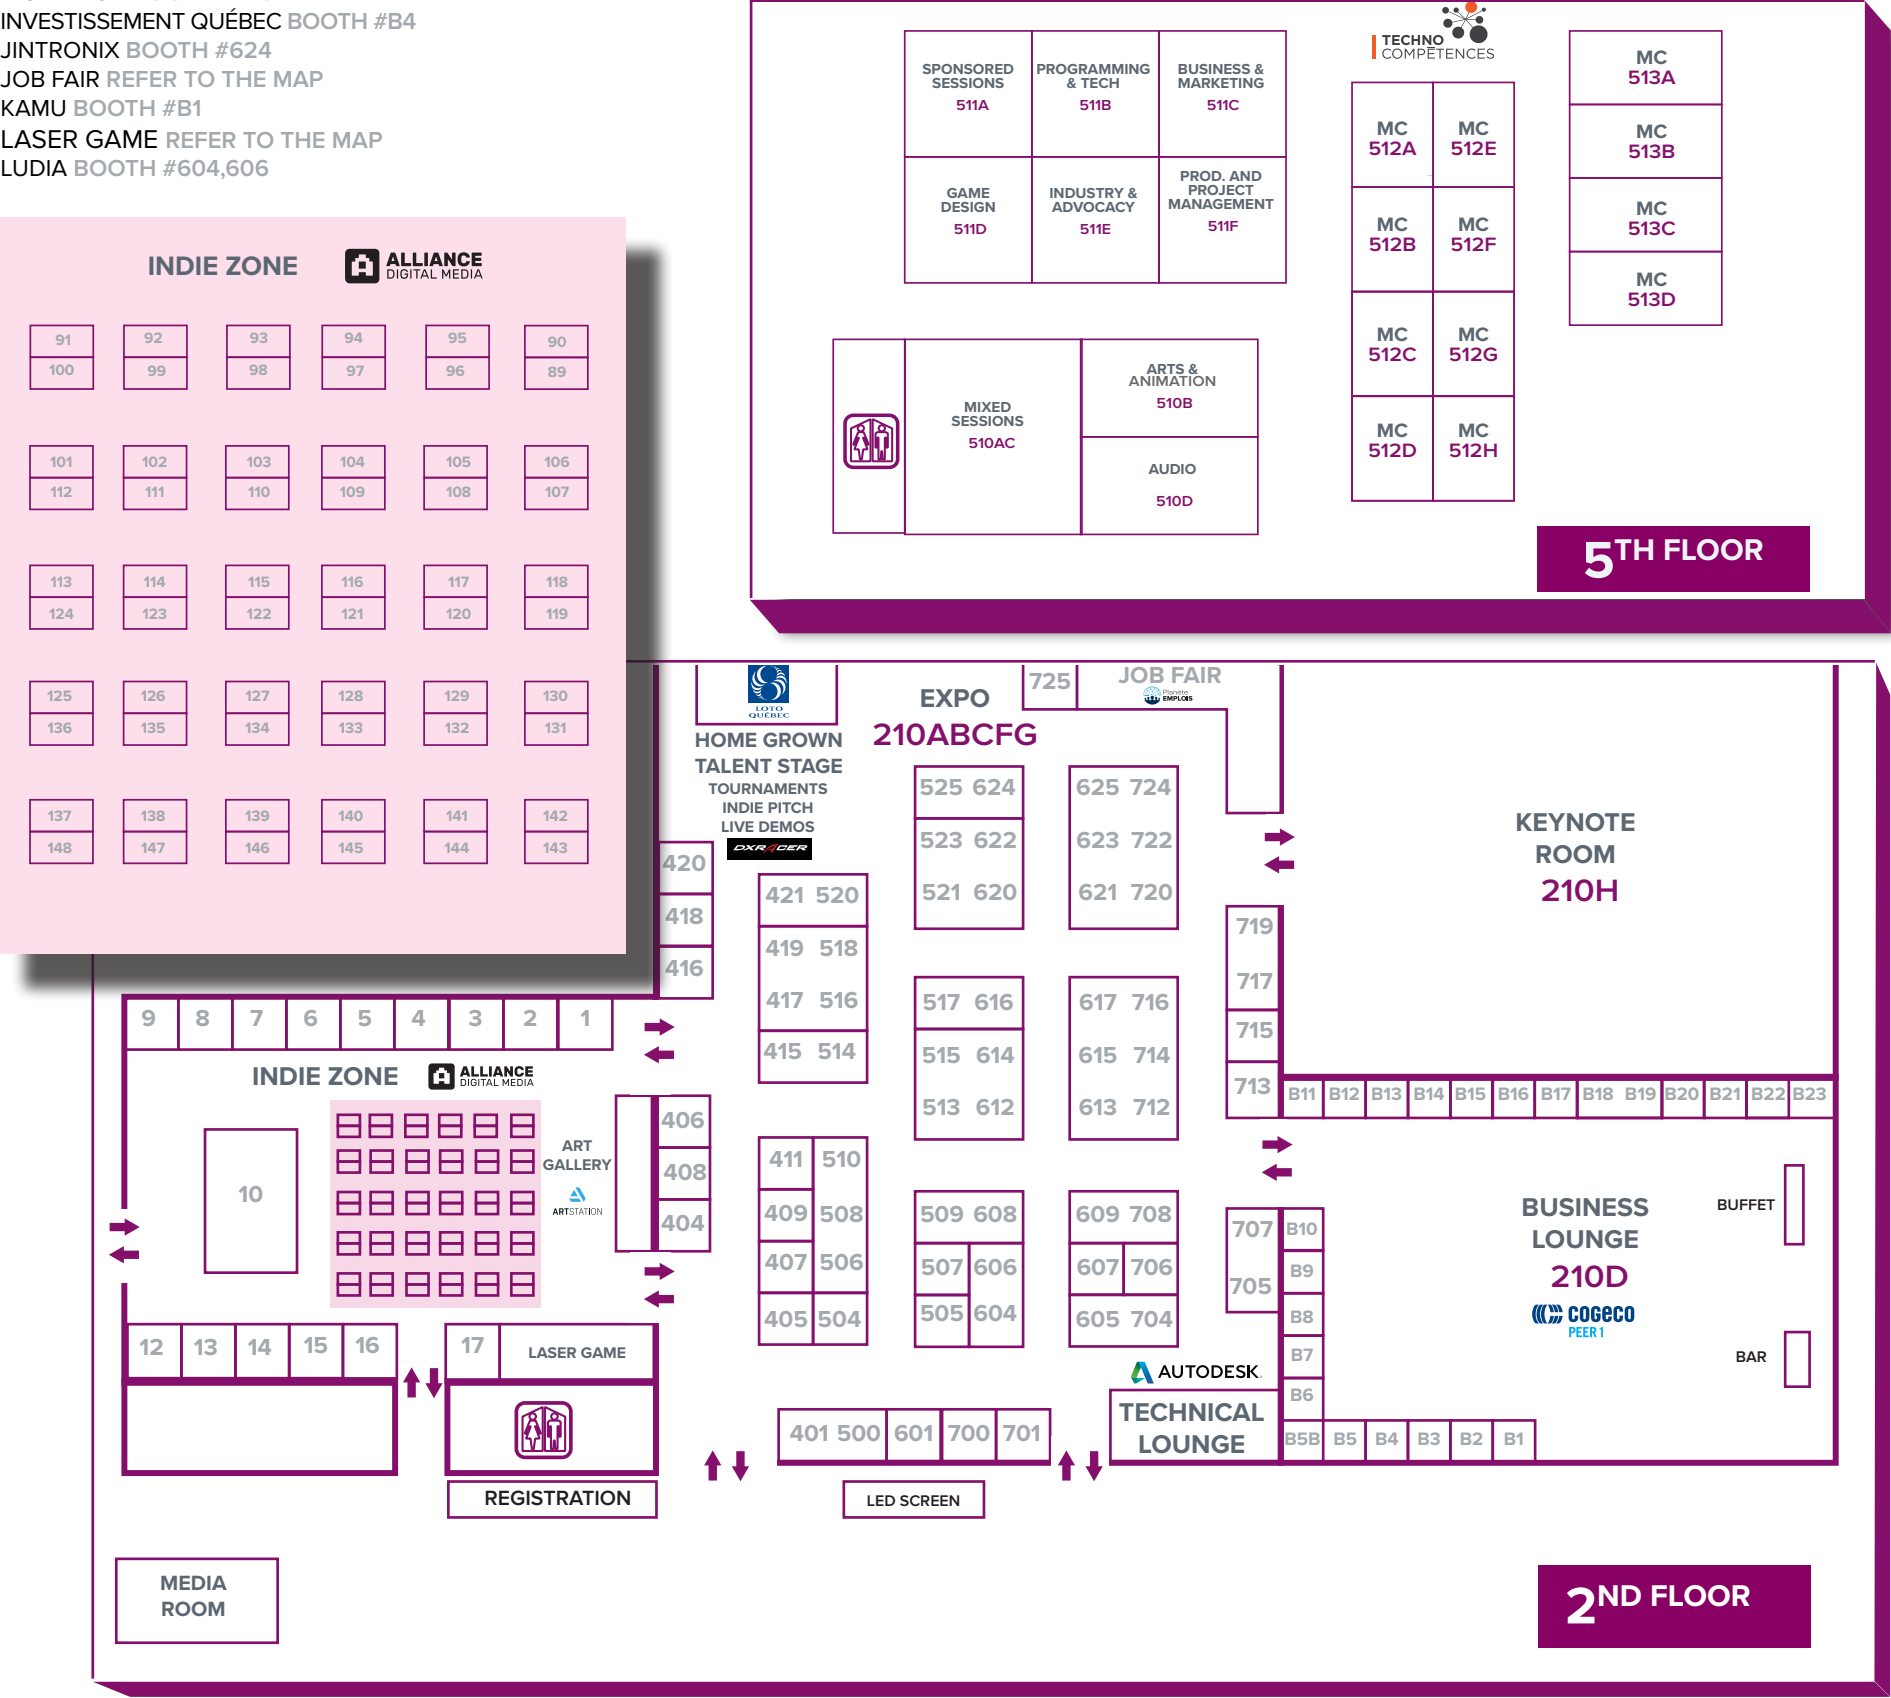 INVESTISSEMENT QUÉBEC BOOTH #B4
JINTRONIX BOOTH #624
JOB FAIR REFER TO THE MAP
KAMU BOOTH #B1
LASER GAME REFER TO THE MAP
LUDIA BOOTH #604,606
INDIE ZONE
ALLIANCE
DIGITAL MEDIA
91 92 93 94 95 90
100 99 98 97 96 89
101 102 103 104 105 106
112 111 110 109 108 107
113 114 115 116 117 118
124 123 122 121 120 119
125 126 127 128 129 130
136 135 134 133 132 131
137 138 139 140 141 142
148 147 146 145 144 143
SPONSORED
SESSIONS
511A
PROGRAMMING
& TECH
511B
BUSINESS &
MARKETING
511C
GAME
DESIGN
511D
INDUSTRY &
ADVOCACY
511E
PROD. AND
PROJECT
MANAGEMENT
511F
MIXED
SESSIONS
510AC
ARTS &
ANIMATION
510B
AUDIO
510D
TECHNO
COMPÉTENCES
MC
512A
MC
512E
MC
512B
MC
512F
MC
512C
MC
512G
MC
512D
MC
512H
MC
513A
MC
513B
MC
513C
MC
513D
5TH FLOOR
LOTO
QUÉBEC
HOME GROWN
TALENT STAGE
TOURNAMENTS
INDIE PITCH
LIVE DEMOS
DXRACER
EXPO
210ABCFG
725
JOB FAIR
Planète
EMPLOIS
420
418
416
421 520
419 518
417 516
415 514
525 624
523 622
521 620
625 724
623 722
621 720
517 616
515 614
513 612
617 716
615 714
613 712
719
717
715
713
KEYNOTE
ROOM
210H
B11 B12 B13 B14 B15 B16 B17 B18 B19 B20 B21 B22 B23
9 8 7 6 5 4 3 2 1
INDIE ZONE
ALLIANCE
DIGITAL MEDIA
10
ART
GALLERY
ARTSTATION
406
408
404
411 510
409 508
407 506
405 504
509 608
507 606
505 604
609 708
607 706
605 704
707
705
B10
B9
B8
B7
B6
B5B B5 B4 B3 B2 B1
BUSINESS
LOUNGE
210D
COGECO
PEER 1
BUFFET
BAR
12 13 14 15 16
17
LASER GAME
AUTODESK.
TECHNICAL
LOUNGE
401 500 601 700 701
REGISTRATION
LED SCREEN
MEDIA
ROOM
2ND FLOOR